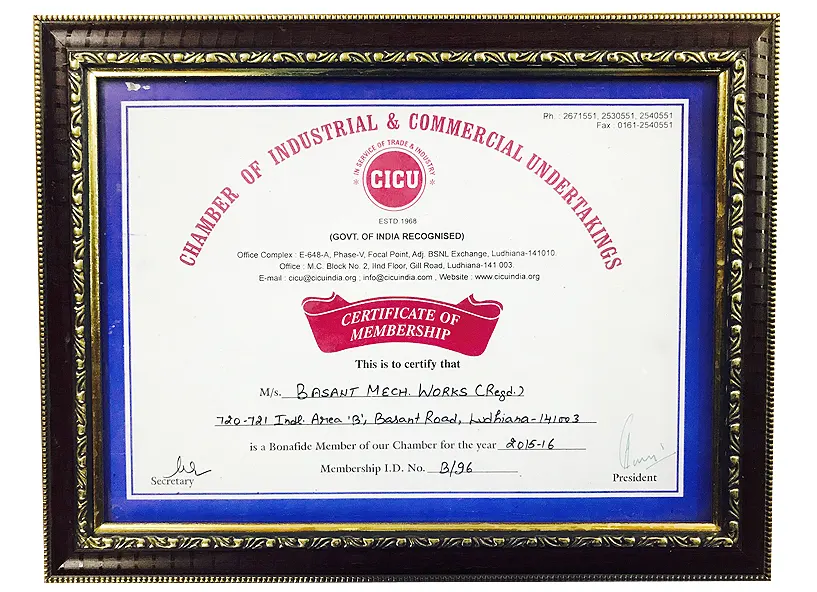 Ph. : 2671551, 2530551, 2540551
Fax : 0161-2540551
CHAMBER OF INDUSTRIAL & COMMERCIAL UNDERTAKINGS
IN SERVICE OF TRADE & INDUSTRY
CICU
ESTD 1968
(GOVT. OF INDIA RECOGNISED)
Office Complex : E-648-A, Phase-V, Focal Point, Adj. BSNL Exchange, Ludhiana-141010.
Office : M.C. Block No. 2, IInd Floor, Gill Road, Ludhiana-141 003.
E-mail : cicu@cicuindia.org ; info@cicuindia.com , Website : www.cicuindia.org
CERTIFICATE OF
MEMBERSHIP
This is to certify that
M/s. BASANT MECH. WORKS (Regd.)
720-721 Indl. Area 'B', Basant Road, Ludhiana-141003
is a Bonafide Member of our Chamber for the year 2015-16
Membership I.D. No. B/96
Secretary
President